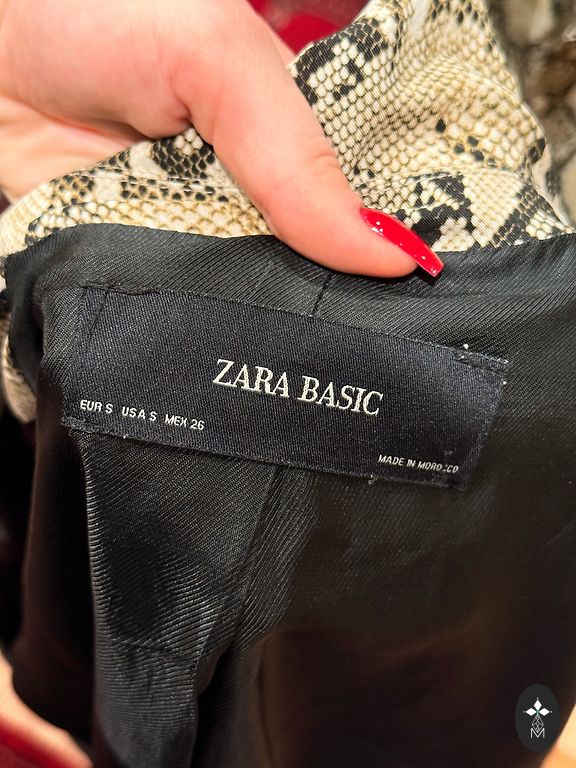 ZARA BASIC
EUR S USA S MEX 26
MADE IN MOROCCO